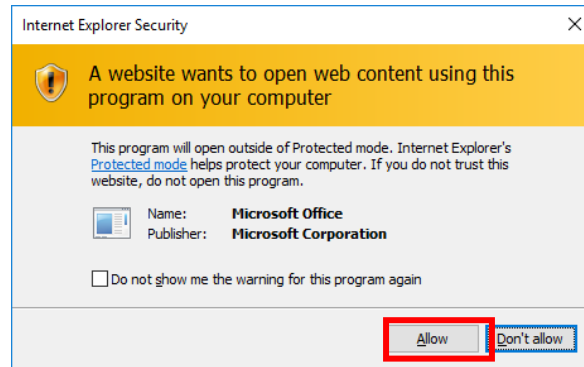 Internet Explorer Security
A website wants to open web content using this
program on your computer
This program will open outside of Protected mode. Internet Explorer's
Protected mode helps protect your computer. If you do not trust this
website, do not open this program.
Name: Microsoft Office
Publisher: Microsoft Corporation
Do not show me the warning for this program again
Allow Don't allow